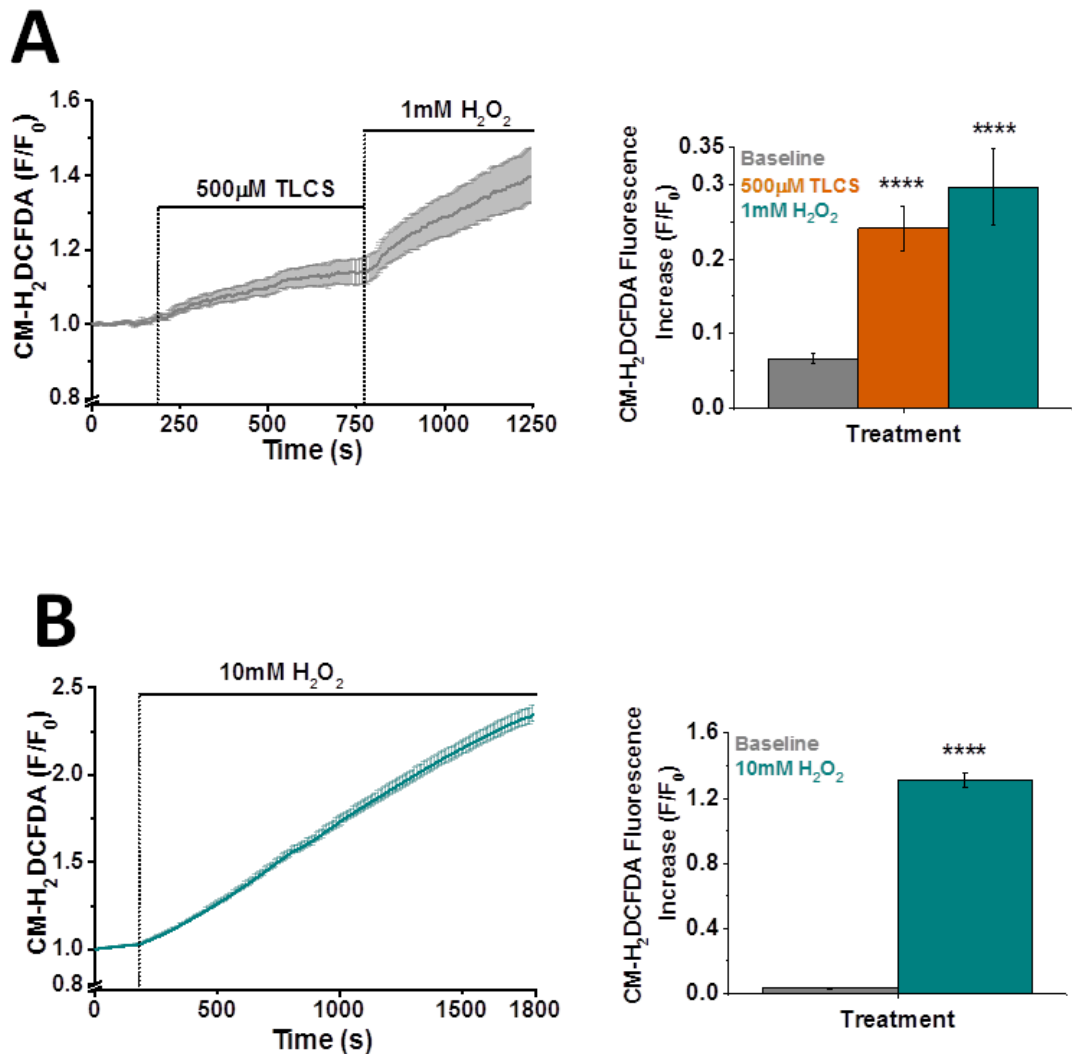 A
CM-H₂DCFDA (F/F₀)
1.6
1.4
1.2
1.0
0.8
500μM TLCS
1mM H₂O₂
0
250
500
750
1000
1250
Time (s)
CM-H₂DCFDA Fluorescence
Increase (F/F₀)
0.35
0.3
0.2
0.1
0.0
Baseline
500μM TLCS
1mM H₂O₂
****
****
Treatment
B
CM-H₂DCFDA (F/F₀)
2.5
2.0
1.5
1.0
0.8
10mM H₂O₂
0
500
1000
1500
1800
Time (s)
CM-H₂DCFDA Fluorescence
Increase (F/F₀)
1.6
1.2
0.8
0.4
0.0
Baseline
10mM H₂O₂
****
Treatment